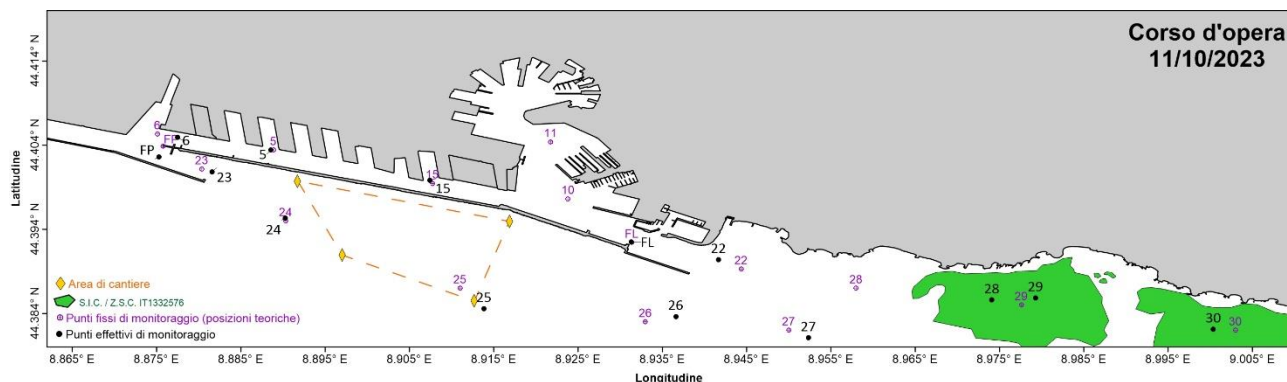 Corso d'opera
11/10/2023
Latitudine
44.414° N
44.404° N
44.394° N
44.384° N
6
6
FP
FP
23
23
5
5
15
15
11
10
24
24
FL
FL
22
22
25
25
26
26
27
27
28
28
29
29
30
30
Area di cantiere
S.I.C. / Z.S.C. IT1332576
Punti fissi di monitoraggio (posizioni teoriche)
Punti effettivi di monitoraggio
8.865° E 8.875° E 8.885° E 8.895° E 8.905° E 8.915° E 8.925° E 8.935° E 8.945° E 8.955° E 8.965° E 8.975° E 8.985° E 8.995° E 9.005° E
Longitudine